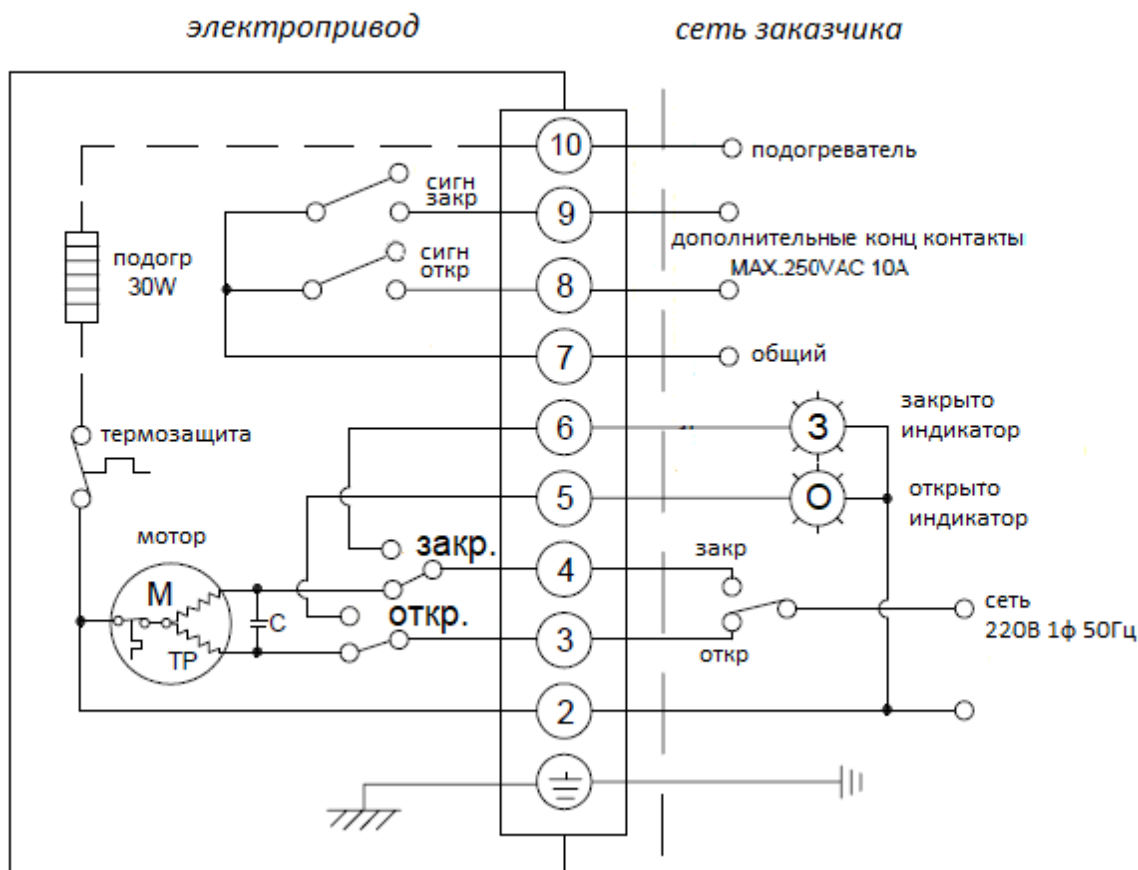 электропривод
сеть заказчика
10
подогреватель
сигн
закр
9
дополнительные конц контакты
MAX.250VAC 10A
подогр
30W
сигн
откр
8
7
общий
термозащита
6
З
закрыто
индикатор
5
О
открыто
индикатор
мотор
M
ТР
C
закр.
4
закр
откр.
3
откр
сеть
220В 1ф 50Гц
2